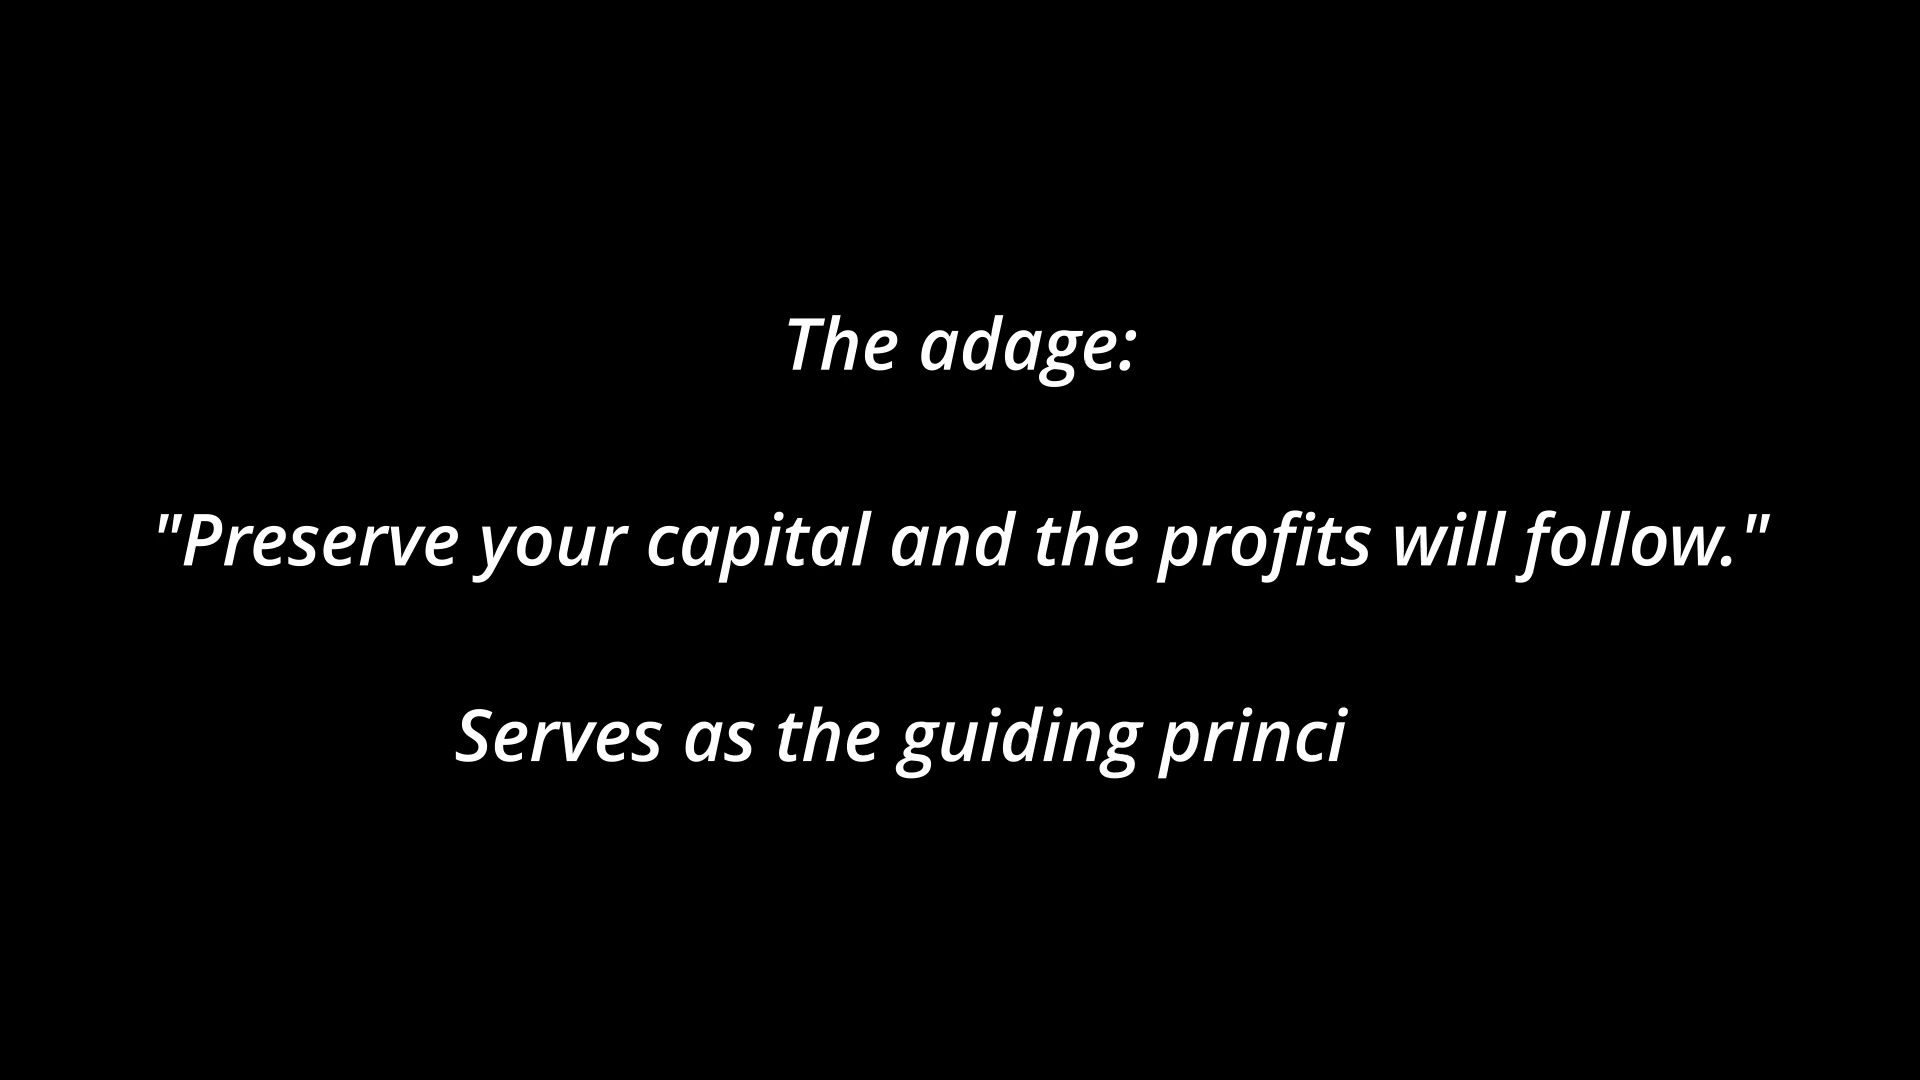 The adage:
"Preserve your capital and the profits will follow."
Serves as the guiding princi